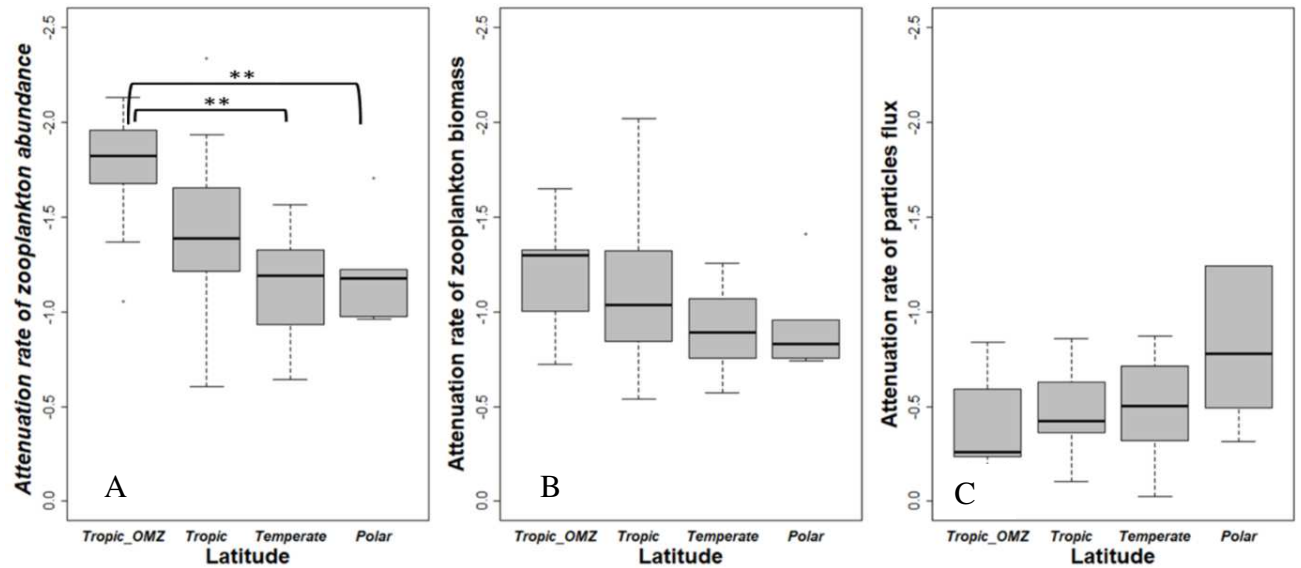 Attenuation rate of zooplankton abundance
-2.5
-2.0
-1.5
-1.0
-0.5
0.0
**
**
A
Tropic_OMZ Tropic Temperate Polar
Latitude
Attenuation rate of zooplankton biomass
-2.5
-2.0
-1.5
-1.0
-0.5
0.0
B
Tropic_OMZ Tropic Temperate Polar
Latitude
Attenuation rate of particles flux
-2.5
-2.0
-1.5
-1.0
-0.5
0.0
C
Tropic_OMZ Tropic Temperate Polar
Latitude